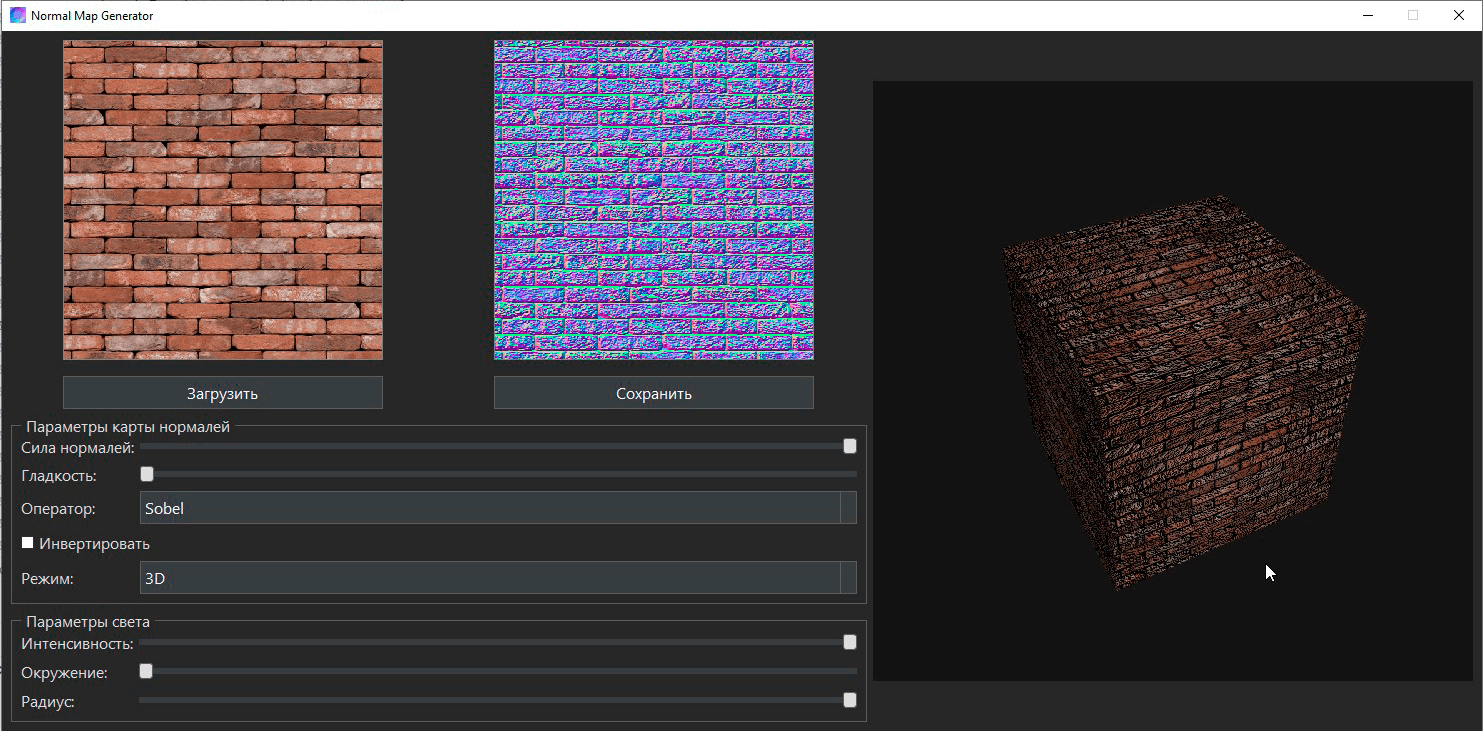 Normal Map Generator
Загрузить
Сохранить
Параметры карты нормалей
Сила нормалей:
Гладкость:
Оператор:
Sobel
Инвертировать
Режим:
3D
Параметры света
Интенсивность:
Окружение:
Радиус: